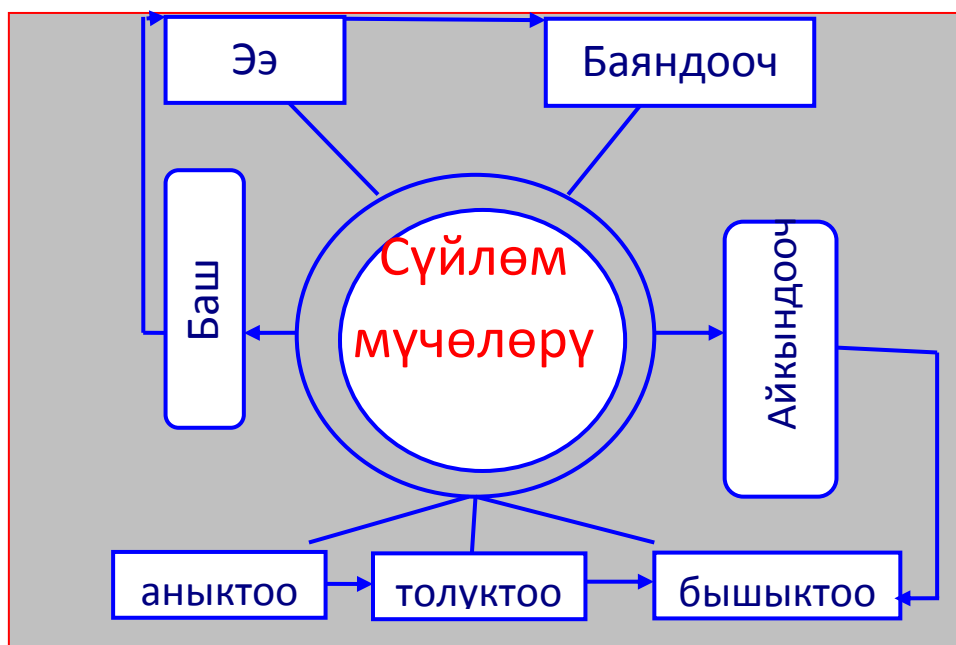 Ээ
Баяндооч
Баш
Сүйлөм
мүчөлөрү
Айкындооч
аныктоо
толуктоо
бышыктоо